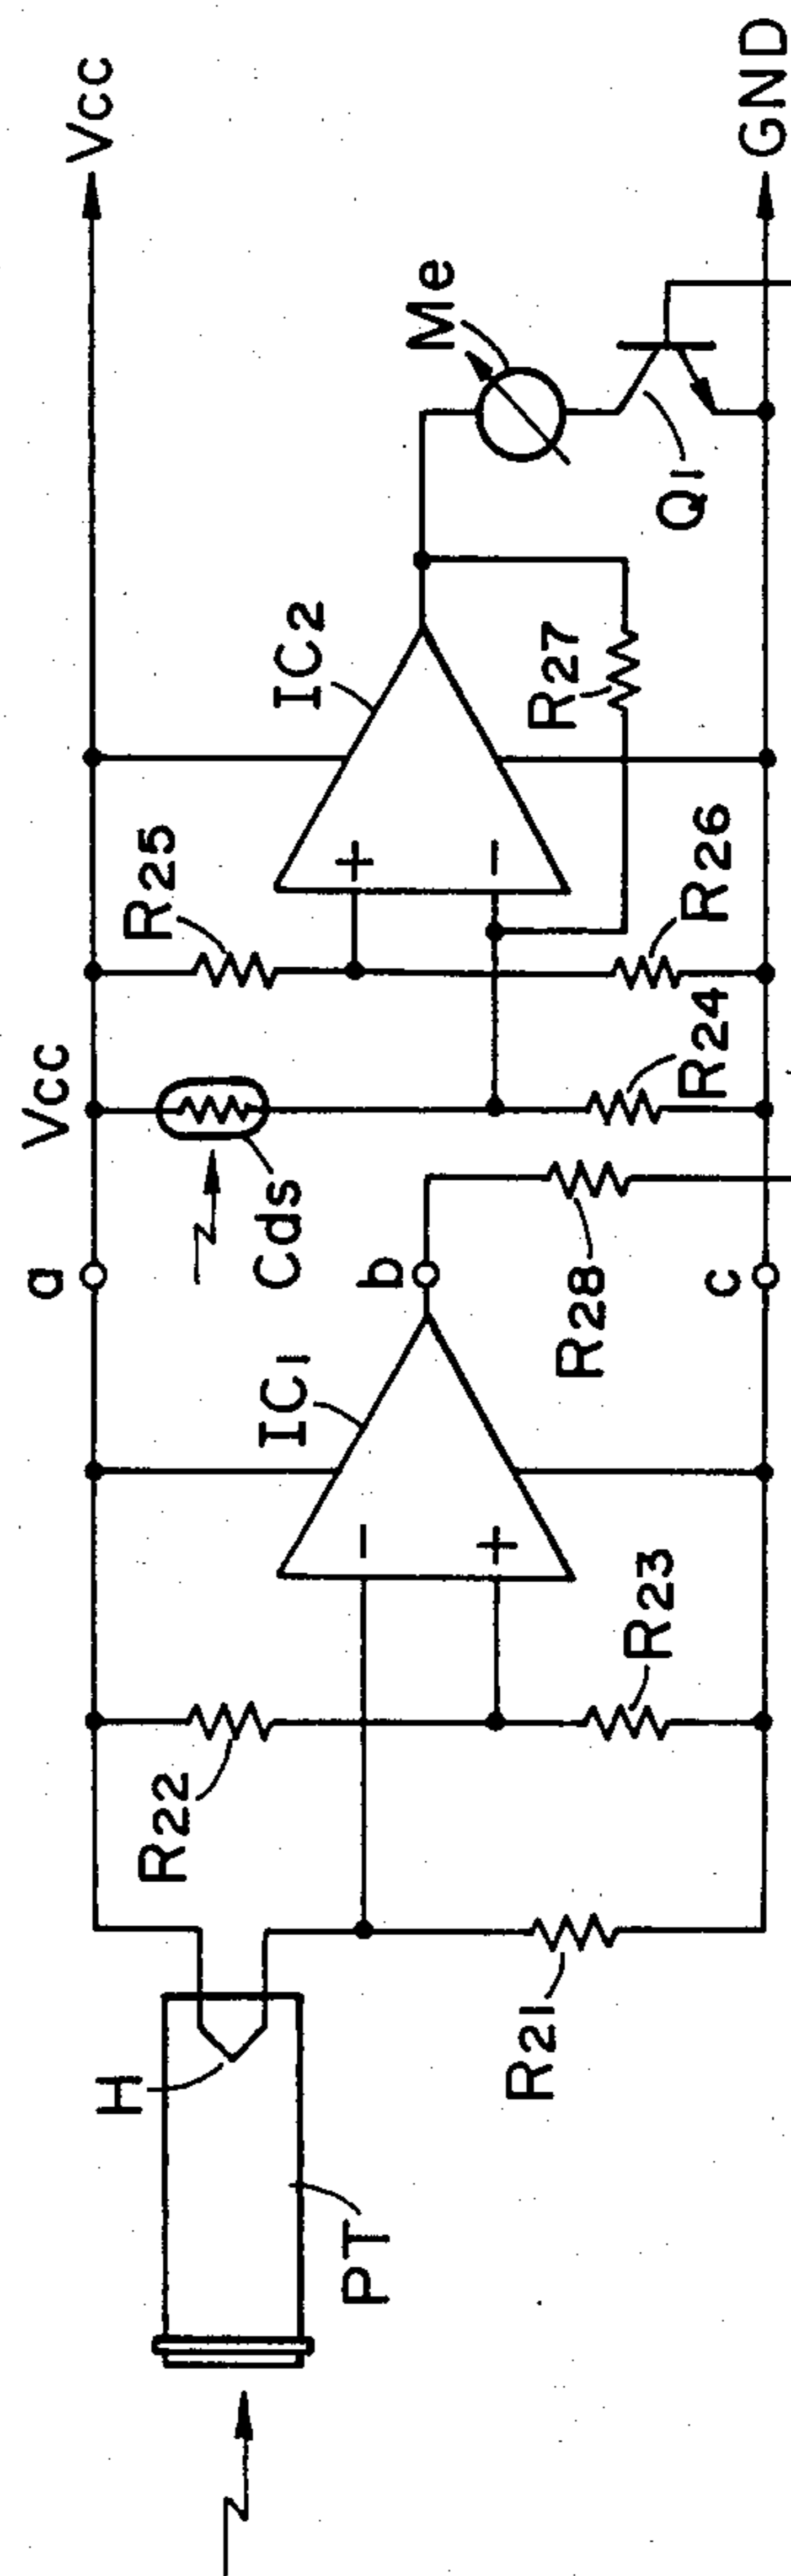 Vcc
GND
Me
Q1
IC2
R27
+
-
R25
R26
Vcc
R24
Cds
a
b
c
R28
IC1
-
+
R23
R22
R21
H
PT